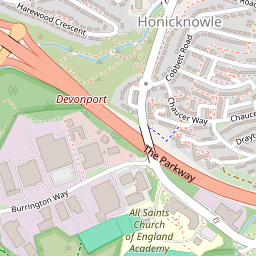 Harewood Crescent
Honicknowle
Cobbett Road
Devonport
Chaucer Way
Chauce
Drayt
The Parkway
Burrington Way
All Saints
Church
of England
Academy